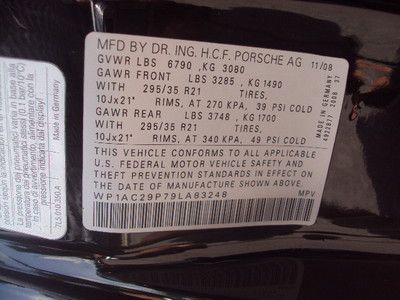 MFD BY DR. ING. H.C.F. PORSCHE AG 11/08
GVWR LBS 6790 ,KG 3080
GAWR FRONT LBS 3285 , KG 1490
WITH 295/35 R21 TIRES,
10Jx21" RIMS, AT 270 KPA, 39 PSI COLD
GAWR REAR LBS 3748 , KG 1700
WITH 295/35 R21 TIRES,
10Jx21" RIMS, AT 340 KPA, 49 PSI COLD
THIS VEHICLE CONFORMS TO ALL APPLICABLE
U.S. FEDERAL MOTOR VEHICLE SAFETY AND
THEFT PREVENTION STANDARDS IN EFFECT ON THE
DATE OF MANUFACTURE SHOWN ABOVE.
WP1AC29P79LA83248 MPV
MADE IN GERMANY
4922877 2008 37
Made in Germany